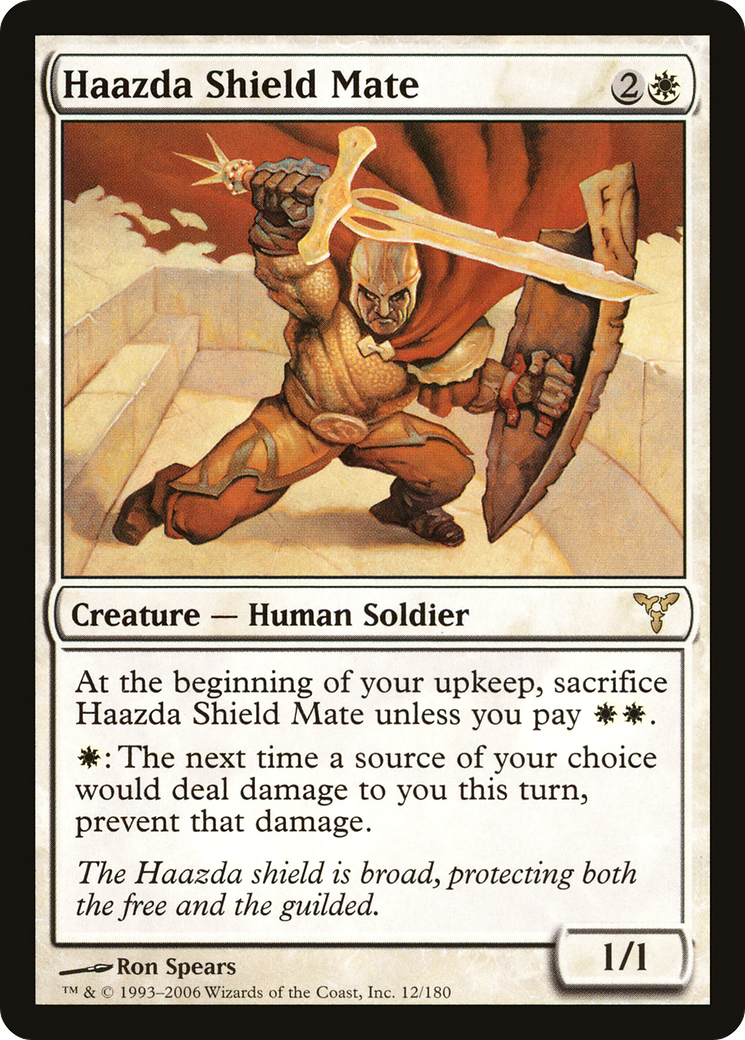 Haazda Shield Mate 2
Creature — Human Soldier
At the beginning of your upkeep, sacrifice
Haazda Shield Mate unless you pay .
: The next time a source of your choice
would deal damage to you this turn,
prevent that damage.
The Haazda shield is broad, protecting both
the free and the guilded.
1/1
Ron Spears
™ & © 1993–2006 Wizards of the Coast, Inc. 12/180